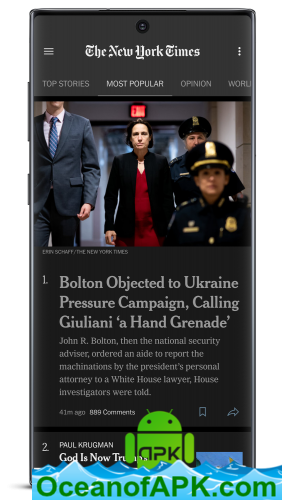 The New York Times
TOP STORIES MOST POPULAR OPINION WORL
ERIN SCHAFF/THE NEW YORK TIMES
1. Bolton Objected to Ukraine
Pressure Campaign, Calling
Giuliani ‘a Hand Grenade’
John R. Bolton, then the national security
adviser, ordered an aide to report the
machinations by the president’s personal
attorney to a White House lawyer, House
investigators were told.
41m ago 889 Comments
2. PAUL KRUGMAN
God Is Now Trump’s
APK
OceanofAPK.com